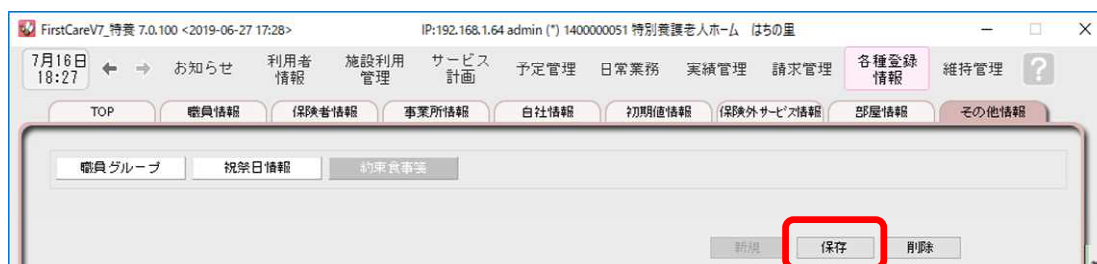 FirstCareV7_特養 7.0.100 <2019-06-27 17:28> IP:192.168.1.64 admin (*) 1400000051 特別養護老人ホーム はちの里
7月16日
18:27
お知らせ 利用者情報 施設利用管理 サービス計画 予定管理 日常業務 実績管理 請求管理 各種登録情報 維持管理 ?
TOP 職員情報 保険者情報 事業所情報 自社情報 初期値情報 保険外サービス情報 部屋情報 その他情報
職員グループ 祝祭日情報 約束食事箋
新規 保存 削除